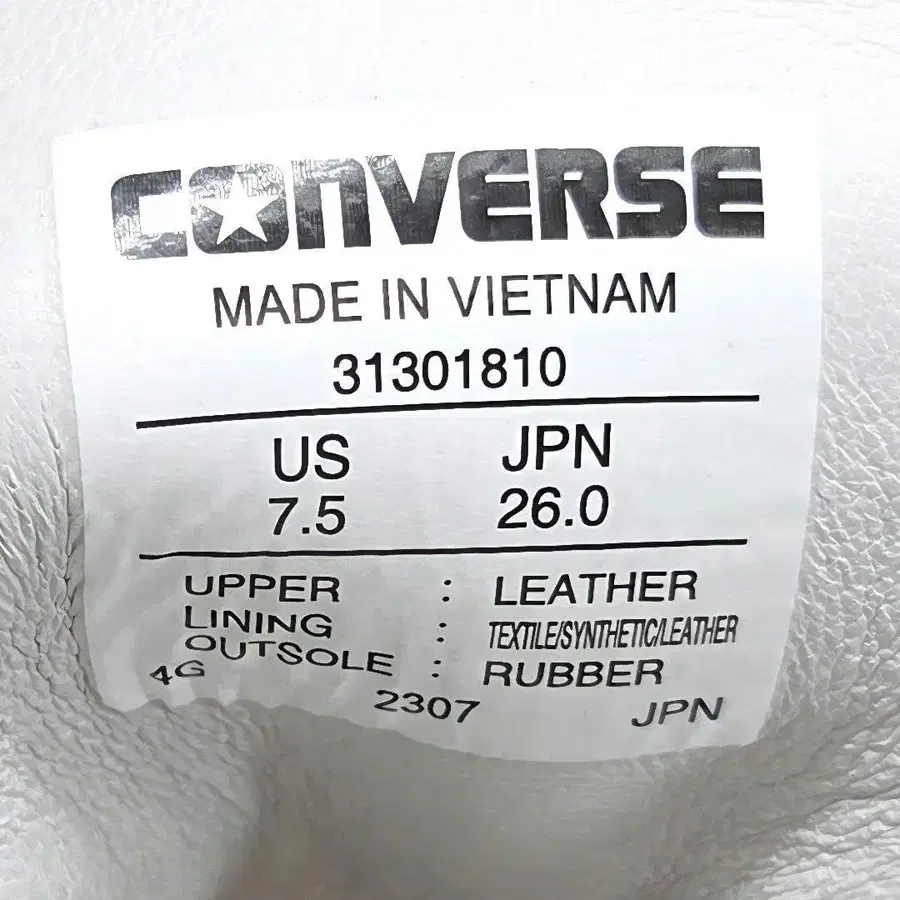 CONVERSE
MADE IN VIETNAM
31301810
US JPN
7.5 26.0
UPPER : LEATHER
LINING : TEXTILE/SYNTHETIC/LEATHER
OUTSOLE : RUBBER
4G 2307 JPN